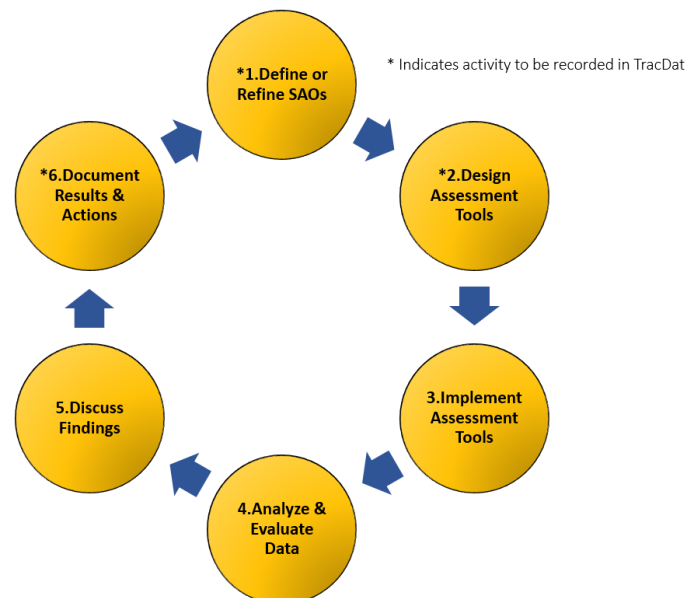 *1.Define or
Refine SAOs
* Indicates activity to be recorded in TracDat
*2.Design
Assessment
Tools
3.Implement
Assessment
Tools
4.Analyze &
Evaluate
Data
5.Discuss
Findings
*6.Document
Results &
Actions